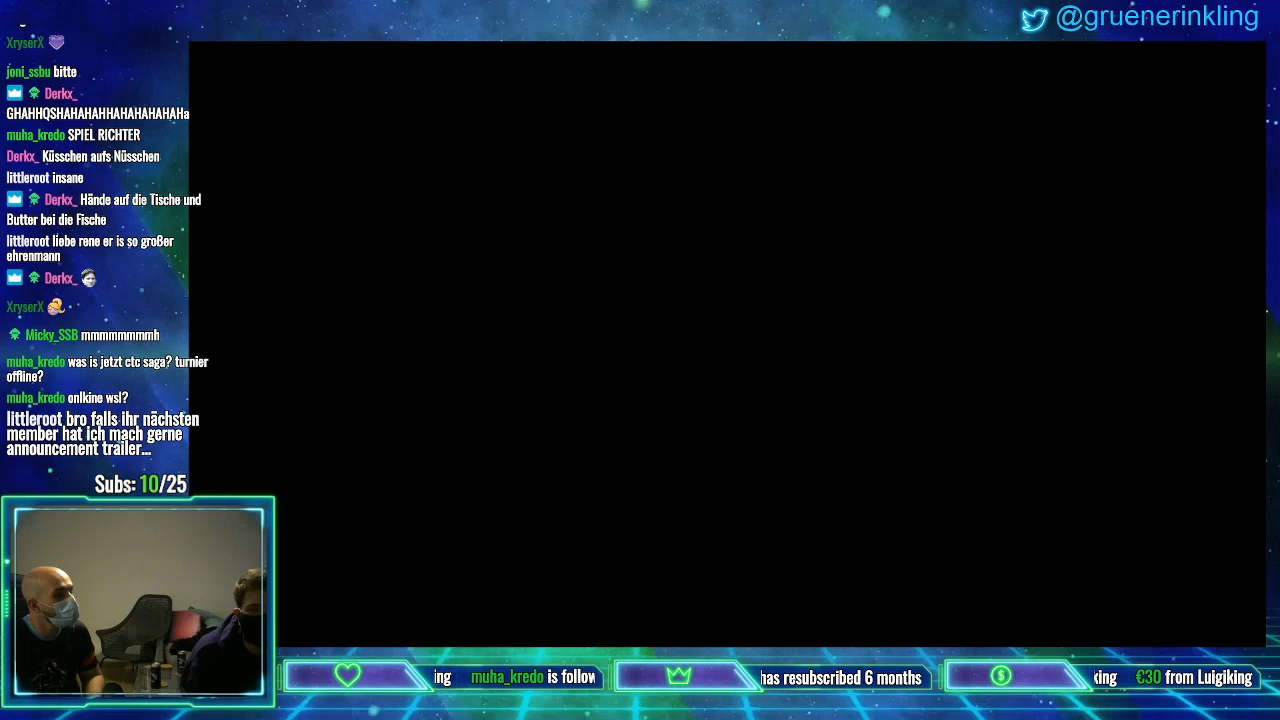 @gruenerinkling
XryserX
joni_ssbu bitte
Derkx_
GHAHHQSHAHAHAHHAHAHAHAHAHa
muha_kredo SPIEL RICHTER
Derkx_ Küsschen aufs Nüsschen
littleroot insane
Derkx_ Hände auf die Tische und
Butter bei die Fische
littleroot liebe rene er is so großer
ehrenmann
Derkx_
XryserX
Micky_SSB mmmmmmmmh
muha_kredo was is jetzt ctc saga? turnier
offline?
muha_kredo onlkine wsl?
littleroot bro falls ihr nächsten
member hat ich mach gerne
announcement trailer...
Subs: 10/25
ing muha_kredo is follow
has resubscribed 6 months
king €30 from Luigiking